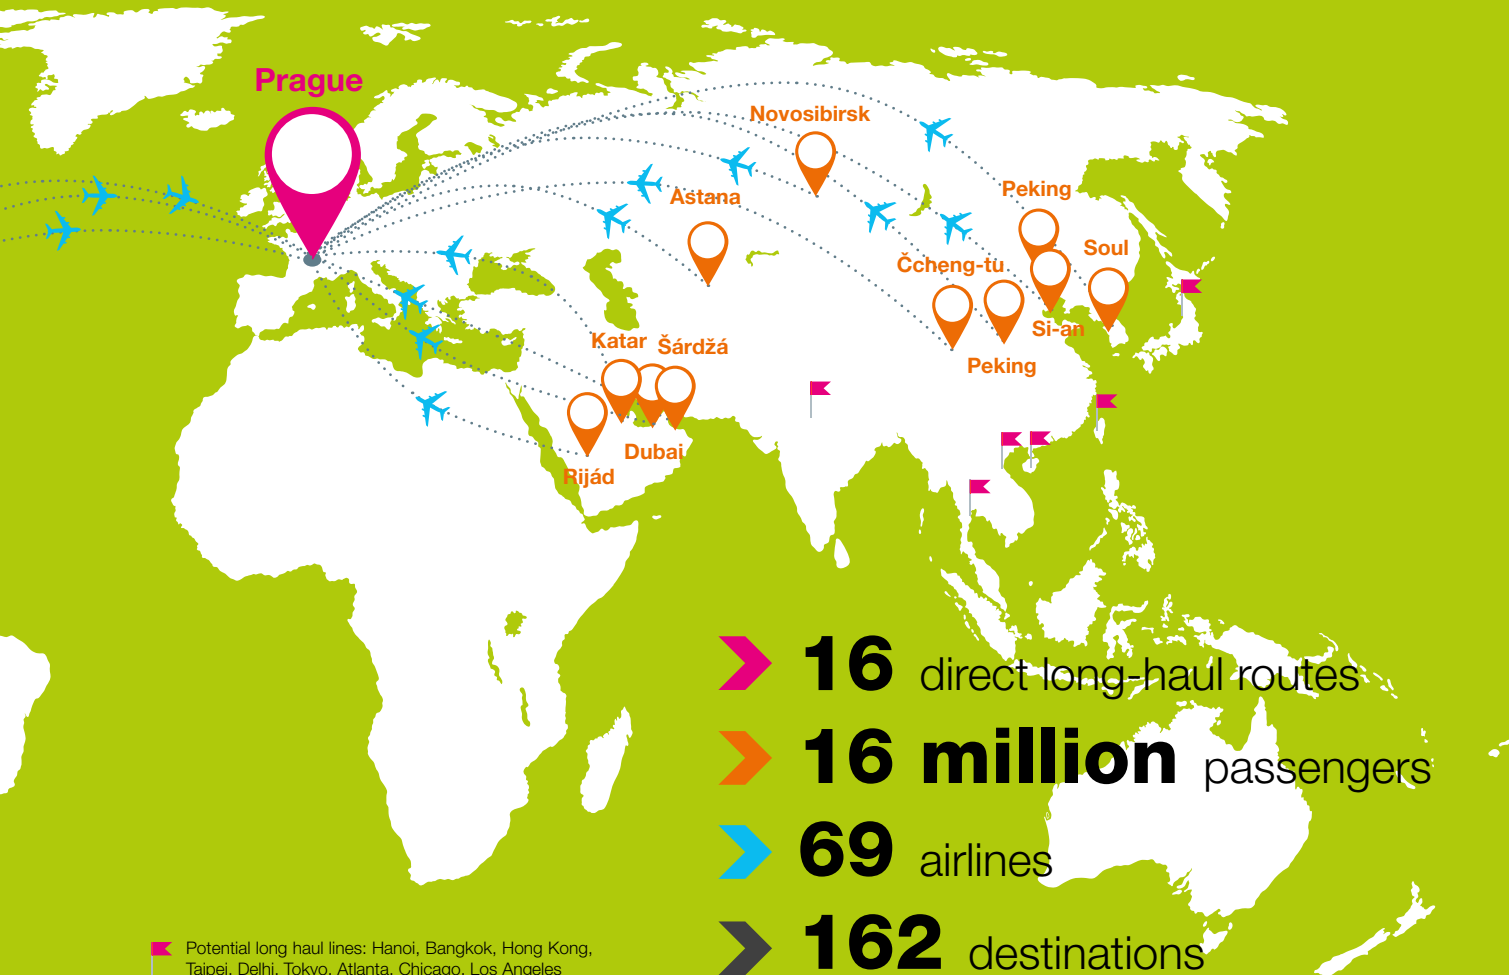 Prague
Novosibirsk
Astana
Peking
Soul
Čcheng-tu
Si-an
Peking
Katar
Šárdžá
Dubai
Rijád
16 direct long-haul routes
16 million passengers
69 airlines
162 destinations
Potential long haul lines: Hanoi, Bangkok, Hong Kong,
Taipei, Delhi, Tokyo, Atlanta, Chicago, Los Angeles